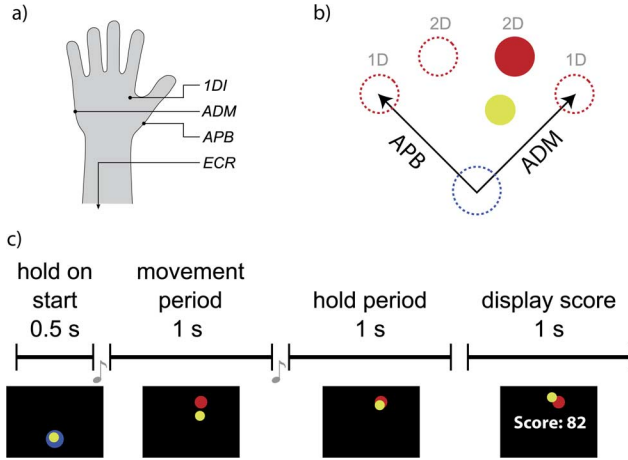 a)
1DI
ADM
APB
ECR
b)
2D 2D
1D 1D
APB ADM
c)
hold on
start
0.5 s
movement
period
1 s
hold period
1 s
display score
1 s
Score: 82